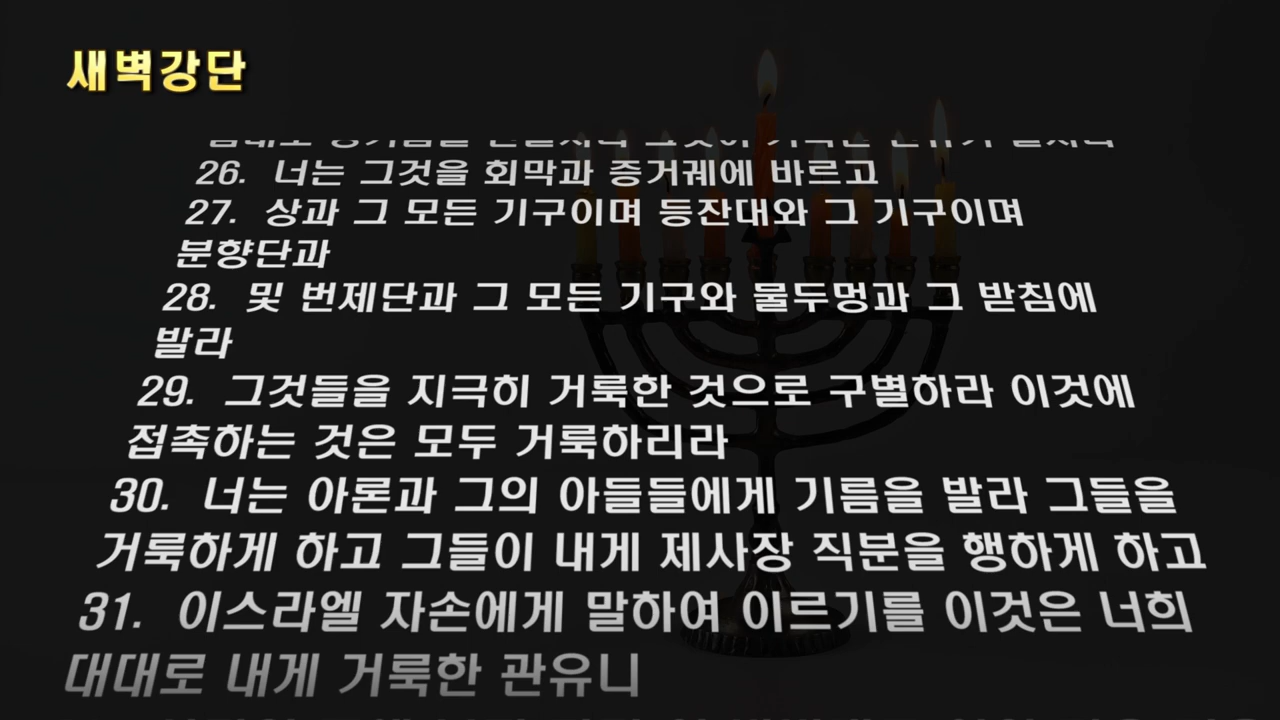 새벽강단
26. 너는 그것을 회막과 증거궤에 바르고
27. 상과 그 모든 기구이며 등잔대와 그 기구이며
분향단과
28. 및 번제단과 그 모든 기구와 물두멍과 그 받침에
발라
29. 그것들을 지극히 거룩한 것으로 구별하라 이것에
접촉하는 것은 모두 거룩하리라
30. 너는 아론과 그의 아들들에게 기름을 발라 그들을
거룩하게 하고 그들이 내게 제사장 직분을 행하게 하고
31. 이스라엘 자손에게 말하여 이르기를 이것은 너희
대대로 내게 거룩한 관유니